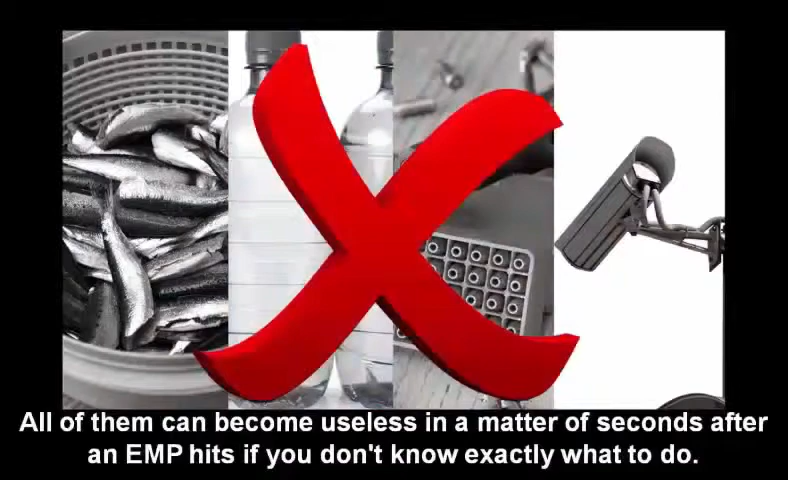 All of them can become useless in a matter of seconds after
an EMP hits if you don't know exactly what to do.